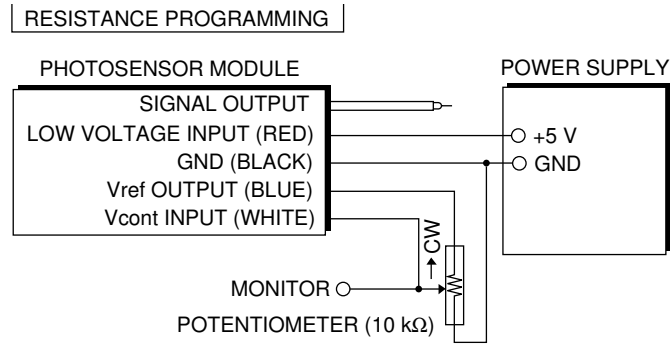 RESISTANCE PROGRAMMING
PHOTOSENSOR MODULE
POWER SUPPLY
SIGNAL OUTPUT
LOW VOLTAGE INPUT (RED)
+5 V
GND (BLACK)
GND
Vref OUTPUT (BLUE)
Vcont INPUT (WHITE)
CW
MONITOR
POTENTIOMETER (10 kΩ)